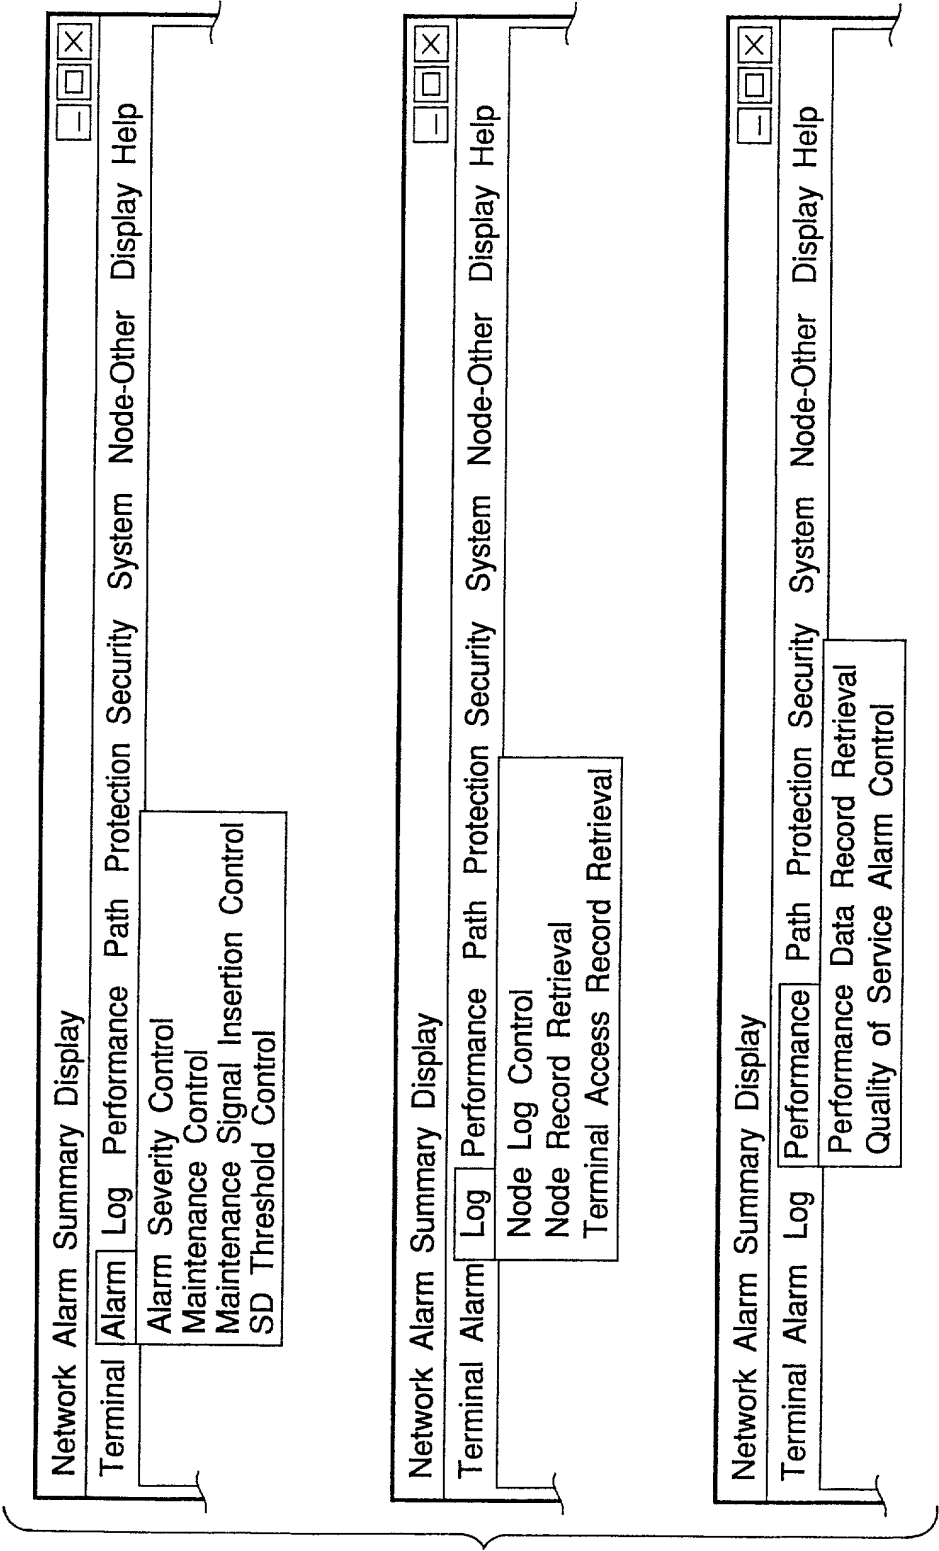 Network Alarm Summary Display
Terminal Alarm Log Performance Path Protection Security System Node-Other Display Help
Alarm Severity Control
Maintenance Control
Maintenance Signal Insertion Control
SD Threshold Control
Network Alarm Summary Display
Terminal Alarm Log Performance Path Protection Security System Node-Other Display Help
Node Log Control
Node Record Retrieval
Terminal Access Record Retrieval
Network Alarm Summary Display
Terminal Alarm Log Performance Path Protection Security System Node-Other Display Help
Performance Data Record Retrieval
Quality of Service Alarm Control